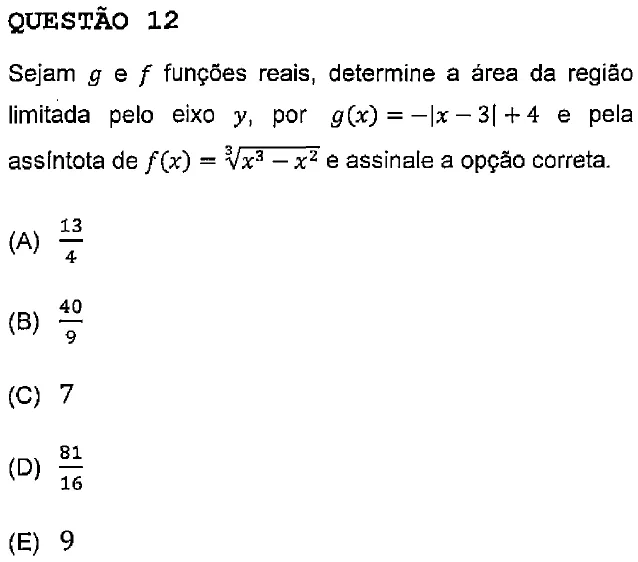 QUESTÃO 12
Sejam g e f funções reais, determine a área da região
limitada pelo eixo y, por g(x) = −|x − 3| + 4 e pela
assíntota de f(x) = ∛(x³ − x²) e assinale a opção correta.
(A) 13/4
(B) 40/9
(C) 7
(D) 81/16
(E) 9